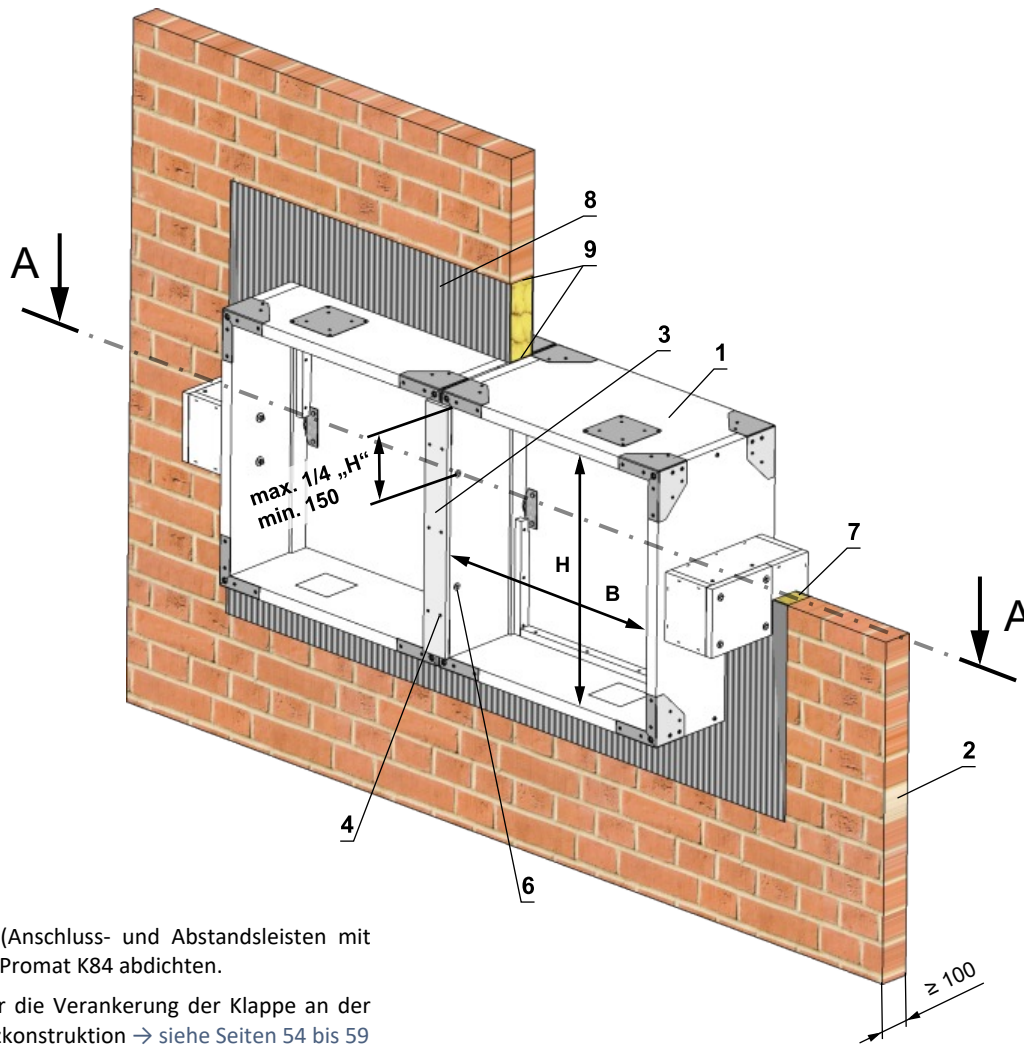 8
9
A
3
1
max. 1/4 „H“
min. 150
7
H
B
A
2
4
6
(Anschluss- und Abstandsleisten mit
Promat K84 abdichten.
r die Verankerung der Klappe an der
konstruktion → siehe Seiten 54 bis 59
≥ 100